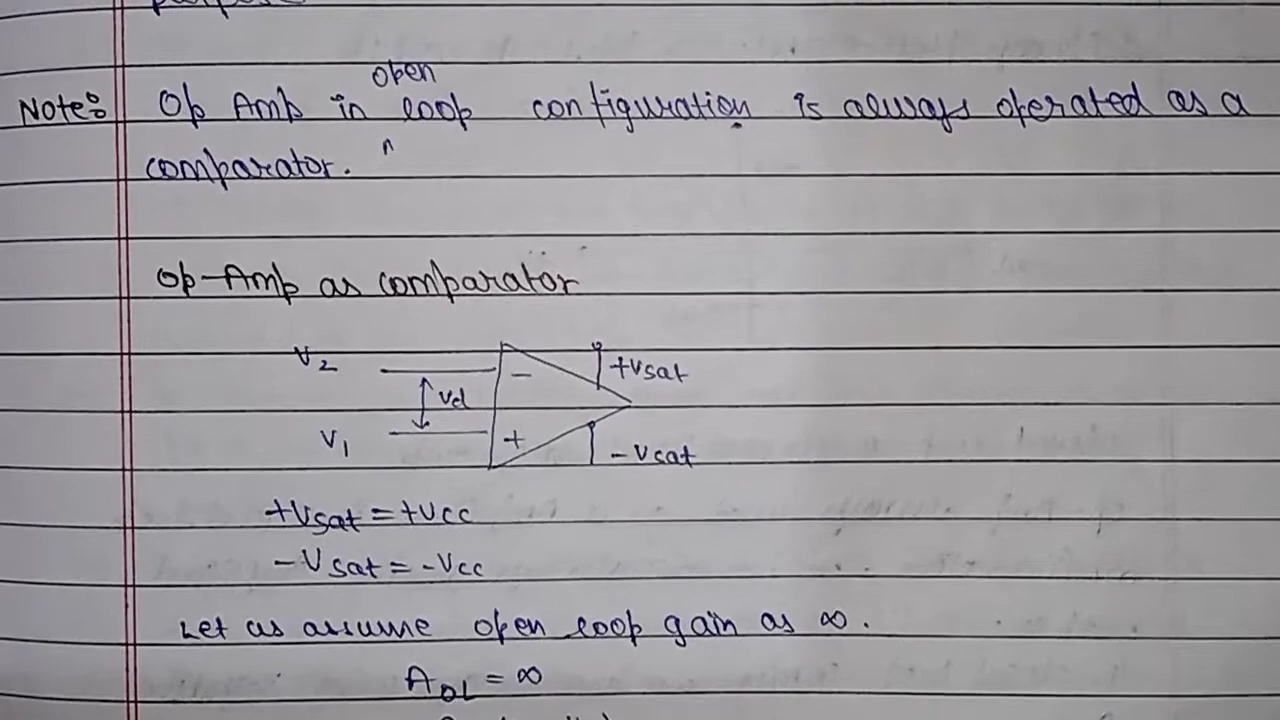 Note:
Op Amp in open loop configuration is always operated as a
comparator.
Op-Amp as comparator
V2
-
+Vsat
Vd
V1
+
-Vsat
+Vsat = +Vcc
-Vsat = -Vcc
Let us assume open loop gain as ∞.
AOL = ∞